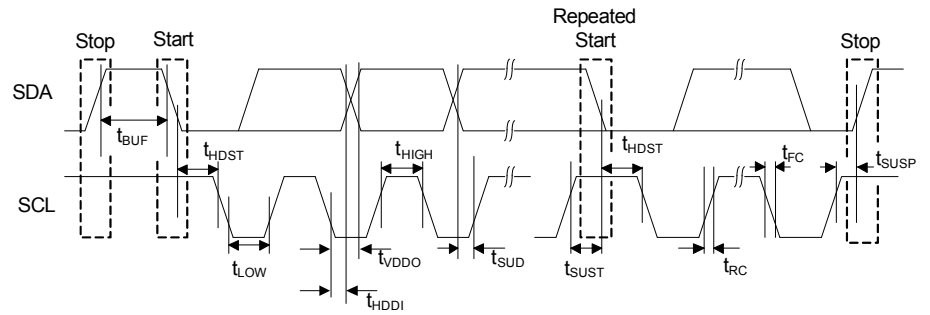 Stop
Start
Repeated
Start
Stop
SDA
tBUF
tHDST
tHIGH
tHDST
tFC
tSUSP
SCL
tLOW
tVDDO
tSUD
tSUST
tRC
tHDDI